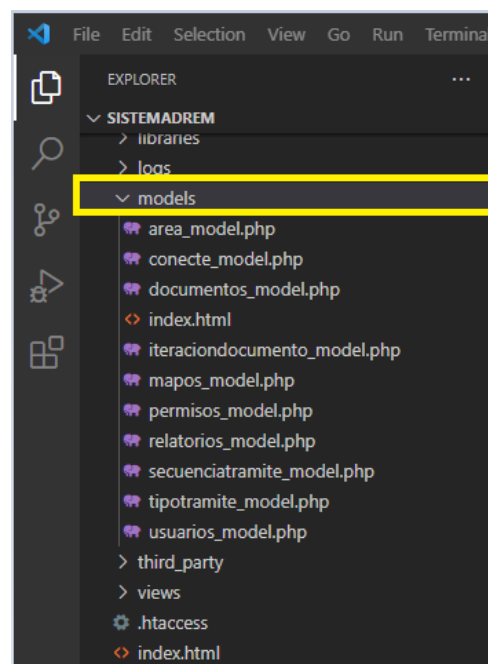 File Edit Selection View Go Run Termina
EXPLORER ...
SISTEMADREM
libraries
logs
models
area_model.php
conecte_model.php
documentos_model.php
index.html
iteraciondocumento_model.php
mapos_model.php
permisos_model.php
relatorios_model.php
secuenciatramite_model.php
tipotramite_model.php
usuarios_model.php
third_party
views
.htaccess
index.html